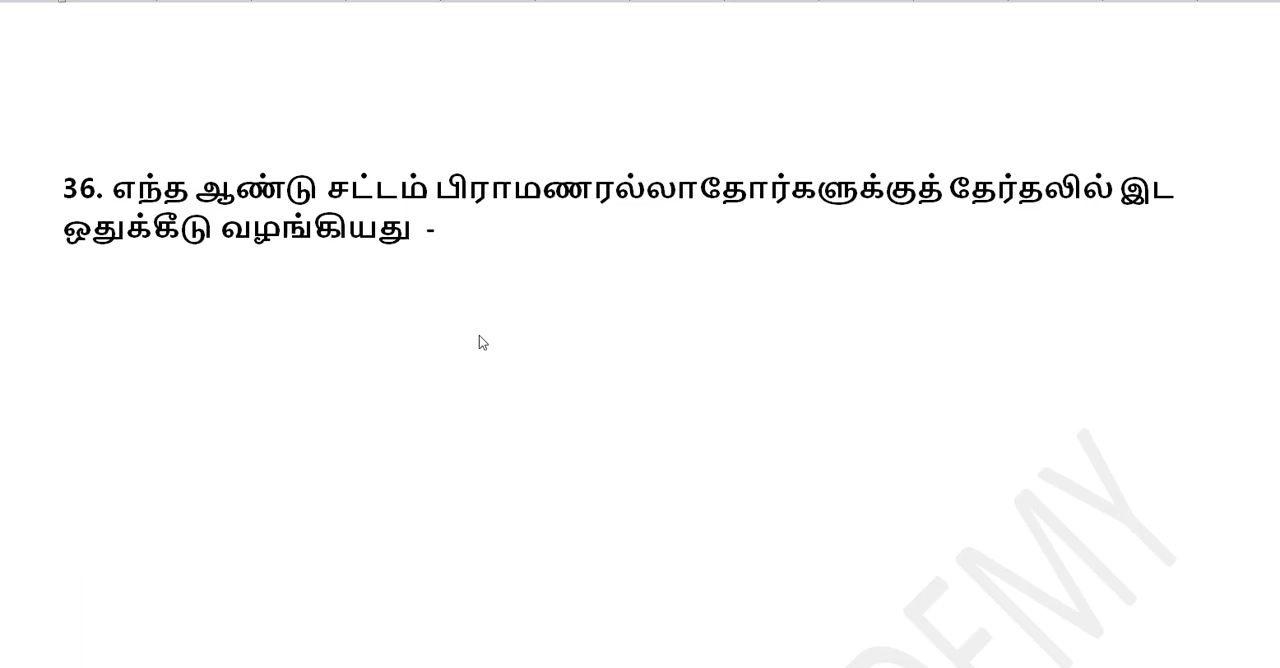 36. எந்த ஆண்டு சட்டம் பிராமணரல்லாதோர்களுக்குத் தேர்தலில் இட
ஒதுக்கீடு வழங்கியது -